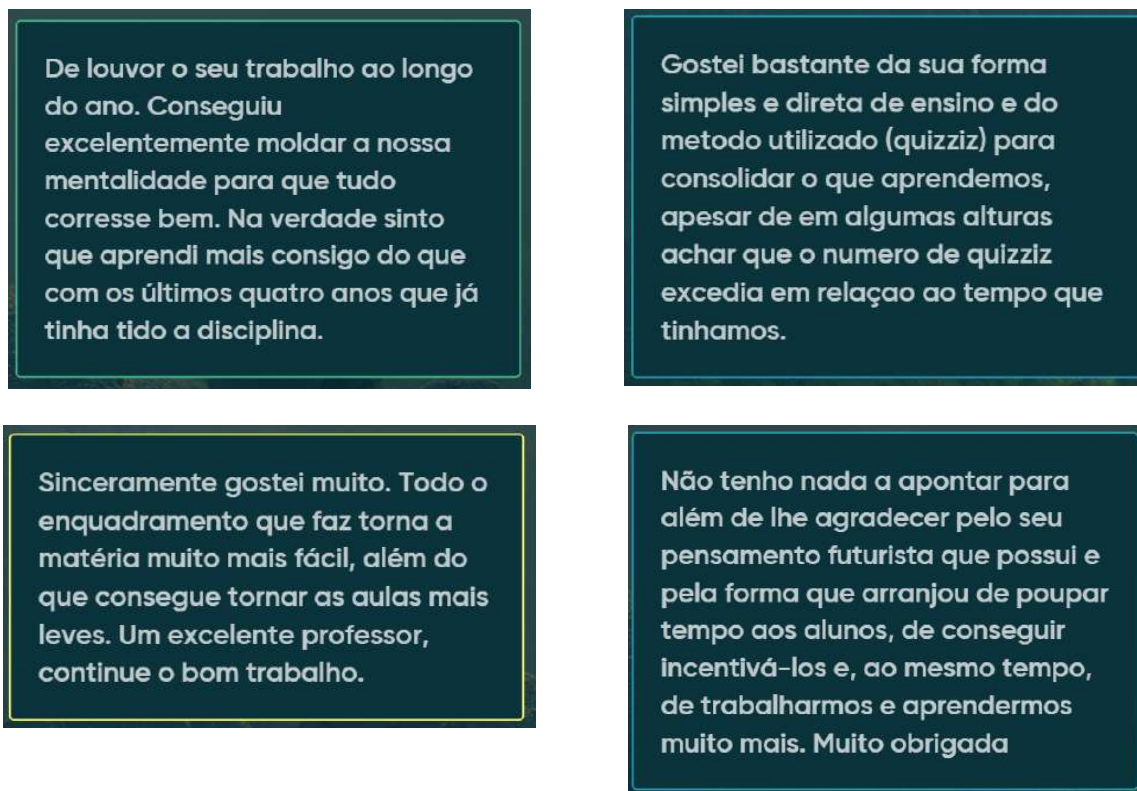 De louvor o seu trabalho ao longo
do ano. Conseguiu
excelentemente moldar a nossa
mentalidade para que tudo
corresse bem. Na verdade sinto
que aprendi mais consigo do que
com os últimos quatro anos que já
tinha tido a disciplina.
Gostei bastante da sua forma
simples e direta de ensino e do
metodo utilizado (quizziz) para
consolidar o que aprendemos,
apesar de em algumas alturas
achar que o numero de quizziz
excedia em relaçao ao tempo que
tinhamos.
Sinceramente gostei muito. Todo o
enquadramento que faz torna a
matéria muito mais fácil, além do
que consegue tornar as aulas mais
leves. Um excelente professor,
continue o bom trabalho.
Não tenho nada a apontar para
além de lhe agradecer pelo seu
pensamento futurista que possui e
pela forma que arranjou de poupar
tempo aos alunos, de conseguir
incentivá-los e, ao mesmo tempo,
de trabalharmos e aprendermos
muito mais. Muito obrigada